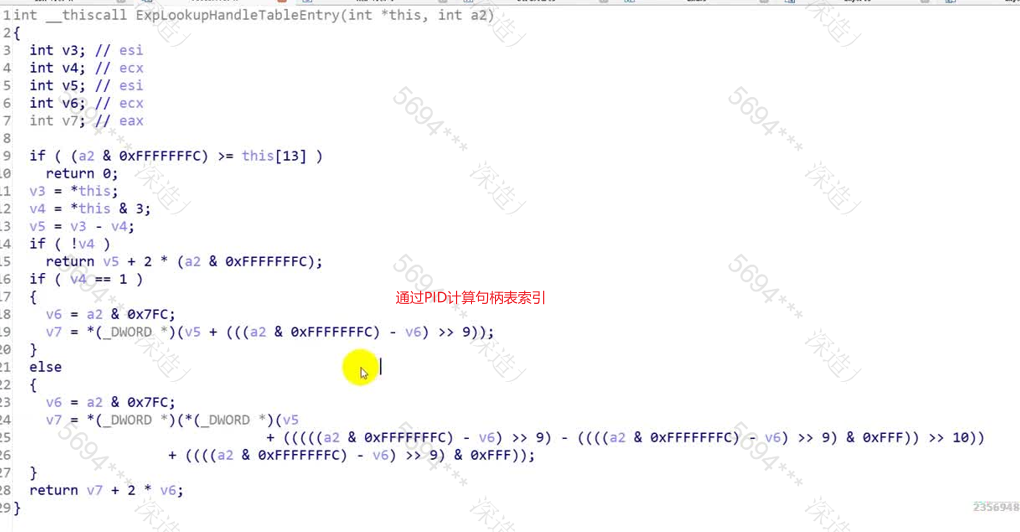 1 int __thiscall ExpLookupHandleTableEntry(int *this, int a2)
2 {
3 int v3; // esi
4 int v4; // ecx
5 int v5; // esi
6 int v6; // ecx
7 int v7; // eax
8
9 if ( (a2 & 0xFFFFFFFC) >= this[13] )
10 return 0;
11 v3 = *this;
12 v4 = *this & 3;
13 v5 = v3 - v4;
14 if ( !v4 )
15 return v5 + 2 * (a2 & 0xFFFFFFFC);
16 if ( v4 == 1 )
17 {
通过PID计算句柄表索引
18 v6 = a2 & 0x7FC;
19 v7 = *(_DWORD *)(v5 + (((a2 & 0xFFFFFFFC) - v6) >> 9));
20 }
21 else
22 {
23 v6 = a2 & 0x7FC;
24 v7 = *(_DWORD *)(*(_DWORD *)(v5
25 + (((((a2 & 0xFFFFFFFC) - v6) >> 9) - ((((a2 & 0xFFFFFFFC) - v6) >> 9) & 0xFFF)) >> 10))
26 + ((((a2 & 0xFFFFFFFC) - v6) >> 9) & 0xFFF));
27 }
28 return v7 + 2 * v6;
29 }
5694***
深造
2356948